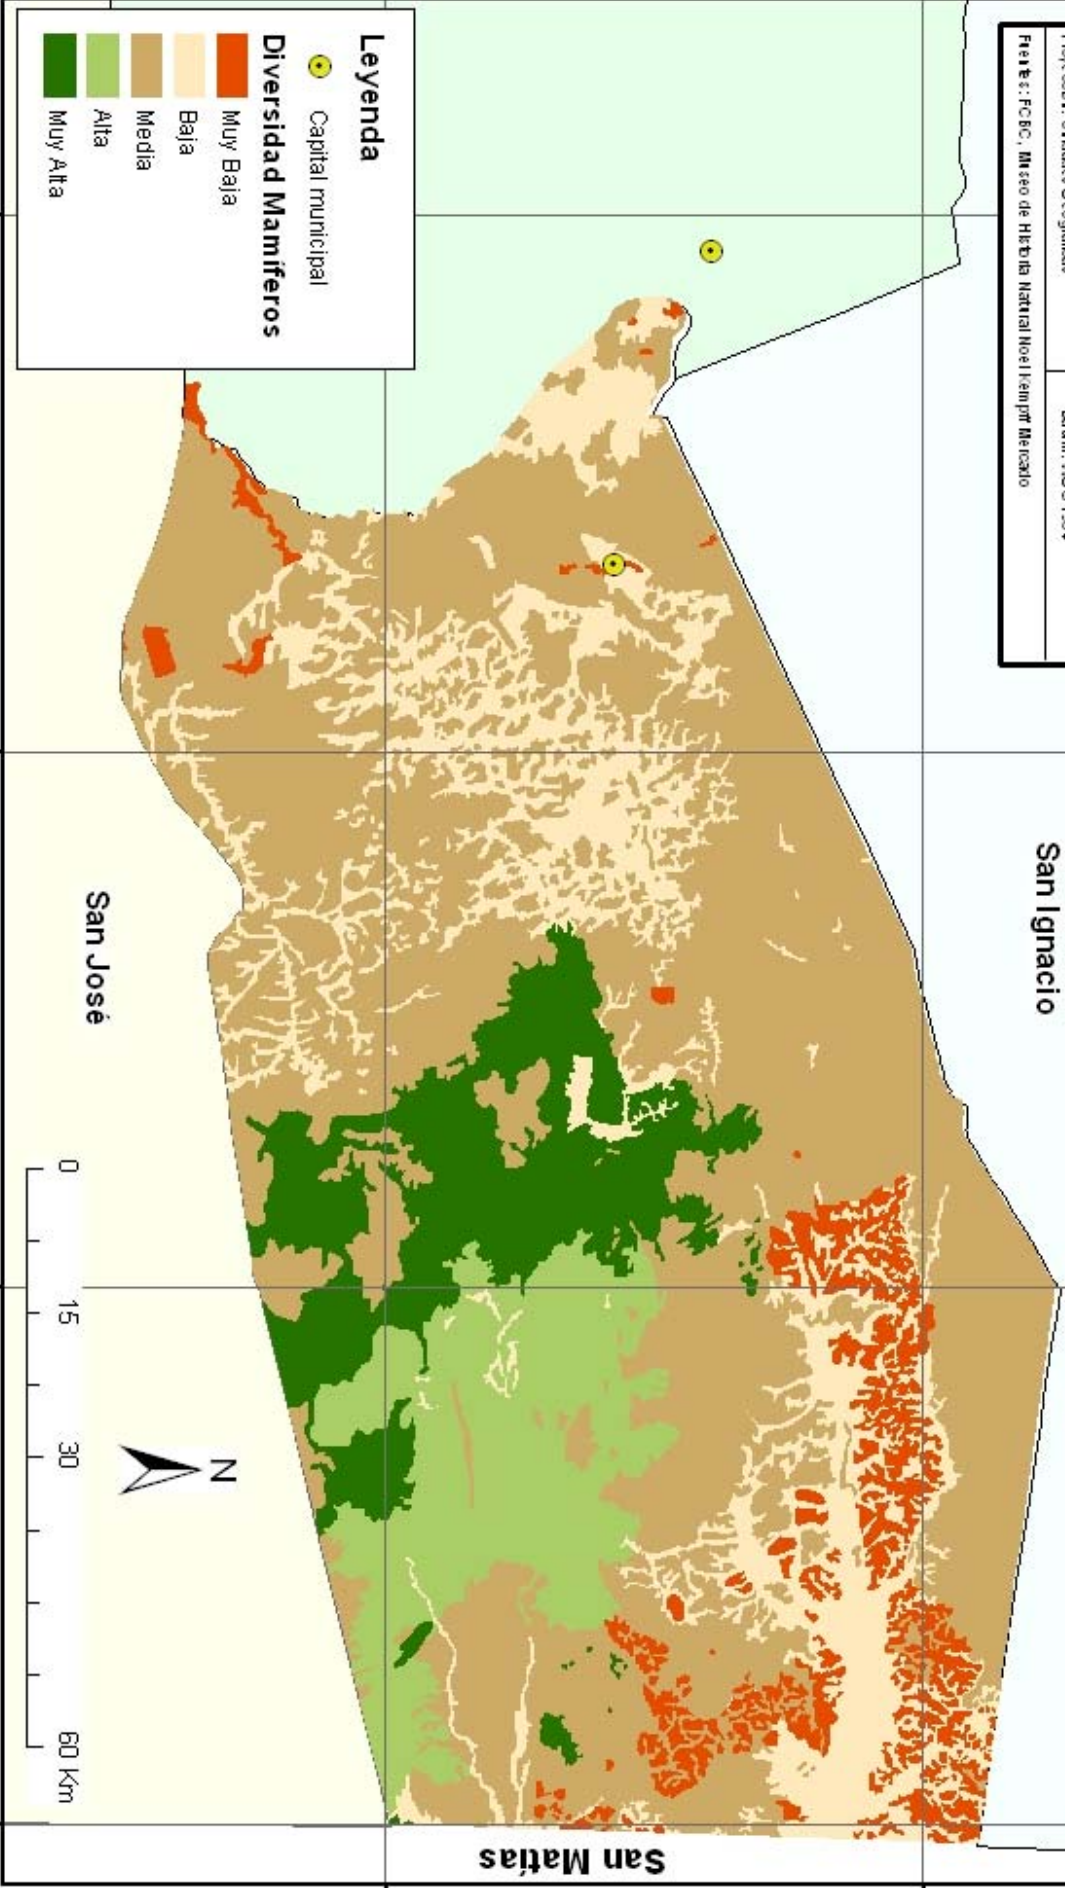 Fuentes: FCBC, Museo de Historia Natural Noel Kempff Mercado
San Ignacio
Leyenda
Capital municipal
Diversidad Mamíferos
Muy Baja
Baja
Media
Alta
Muy Alta
San José
San Matías
N
0 15 30 60 Km